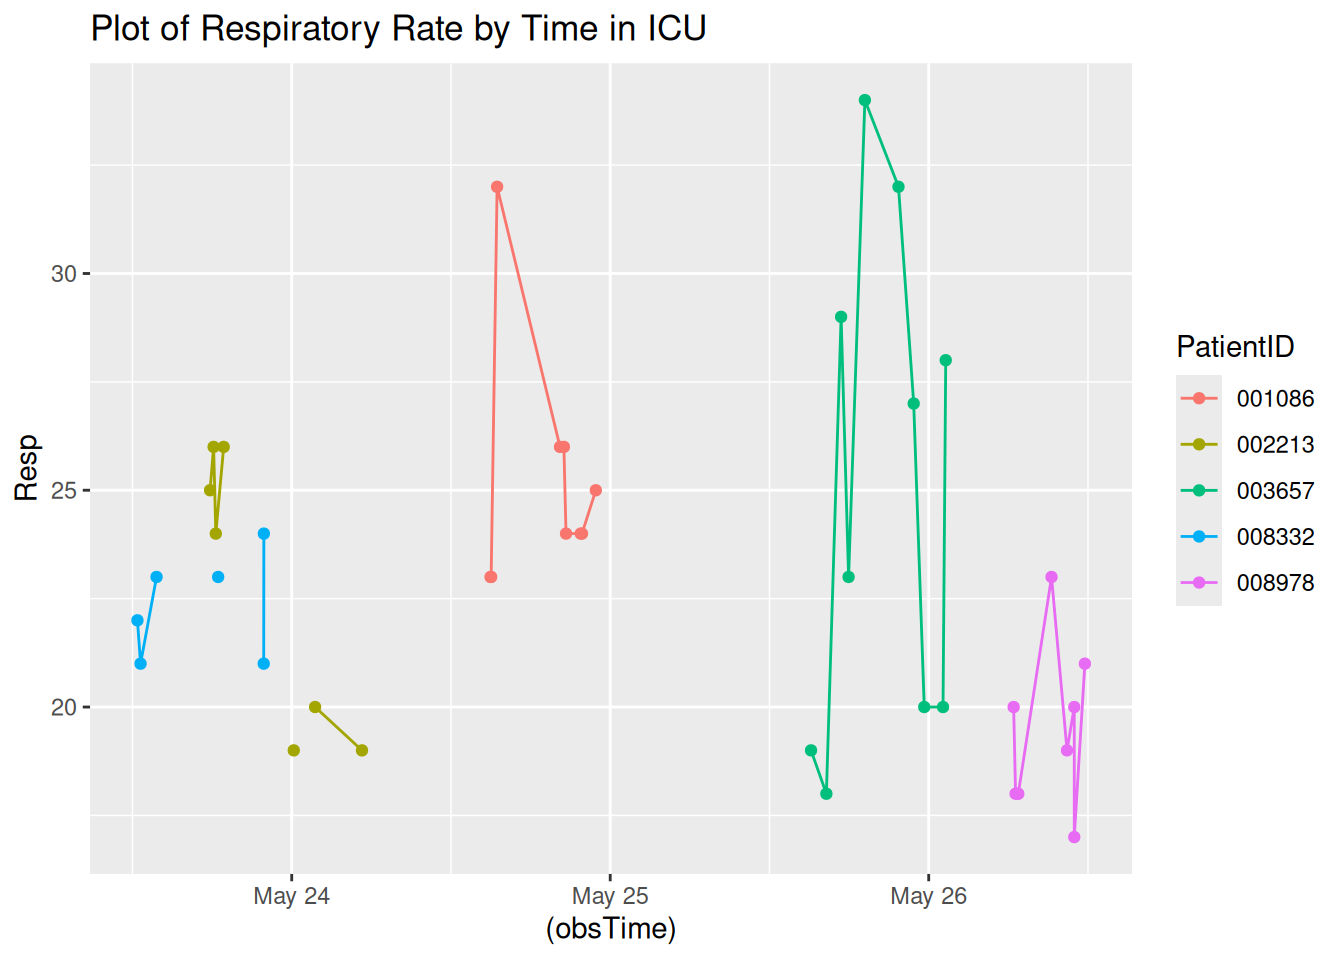 Plot of Respiratory Rate by Time in ICU
Resp
30
25
20
May 24
May 25
May 26
(obsTime)
PatientID
001086
002213
003657
008332
008978